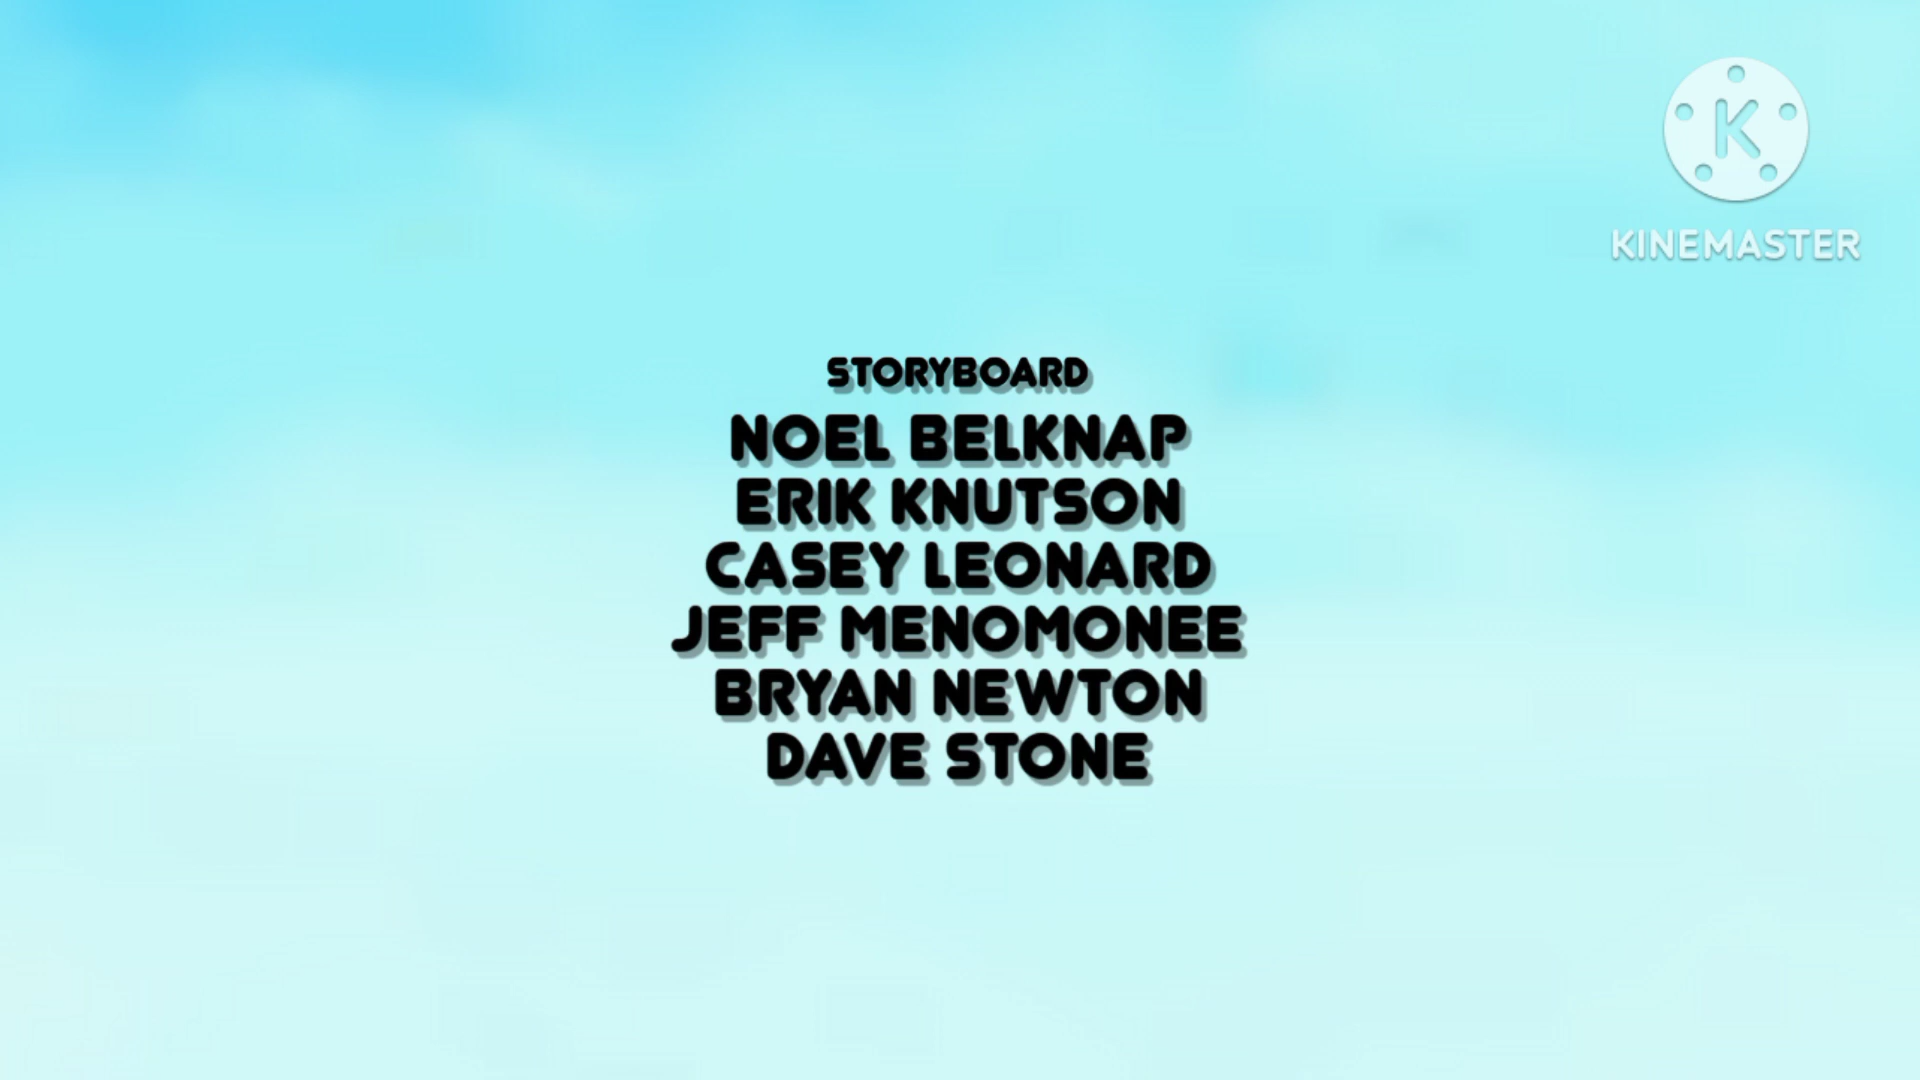 K
KINEMASTER
STORYBOARD
NOEL BELKNAP
ERIK KNUTSON
CASEY LEONARD
JEFF MENOMONEE
BRYAN NEWTON
DAVE STONE